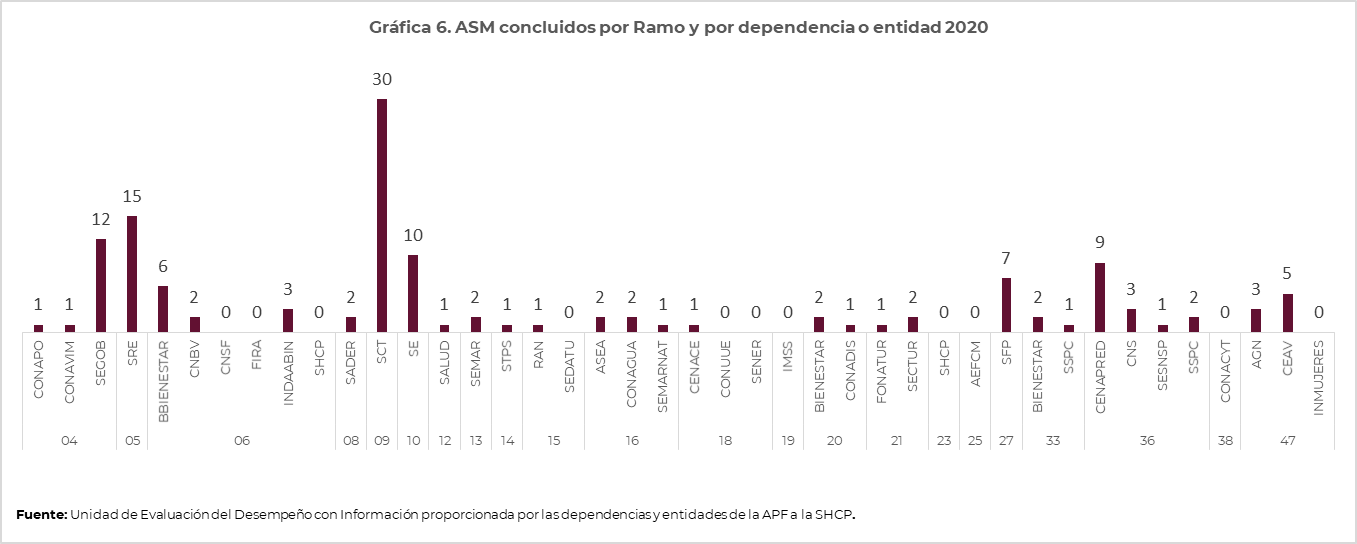 Gráfica 6. ASM concluidos por Ramo y por dependencia o entidad 2020
1 1 12 15 6 2 0 0 3 0 2 30 10 1 2 1 1 0 2 2 1 1 0 0 0 2 1 1 2 0 0 7 2 1 9 3 1 2 0 3 5 0
CONAPO CONAVIM SEGOB SRE BBIENESTAR CNBV CNSF FIRA INDAABIN SHCP SADER SCT SE SALUD SEMAR STPS RAN SEDATU ASEA CONAGUA SEMARNAT CENACE CONUUE SENER IMSS BIENESTAR CONADIS FONATUR SECTUR SHCP AEFCM SFP BIENESTAR SSPC CENAPRED CNS SESNSP SSPC CONACYT AGN CEAV INMUJERES
04 05 06 08 09 10 12 13 14 15 16 18 19 20 21 23 25 27 33 36 38 47
Fuente: Unidad de Evaluación del Desempeño con Información proporcionada por las dependencias y entidades de la APF a la SHCP.